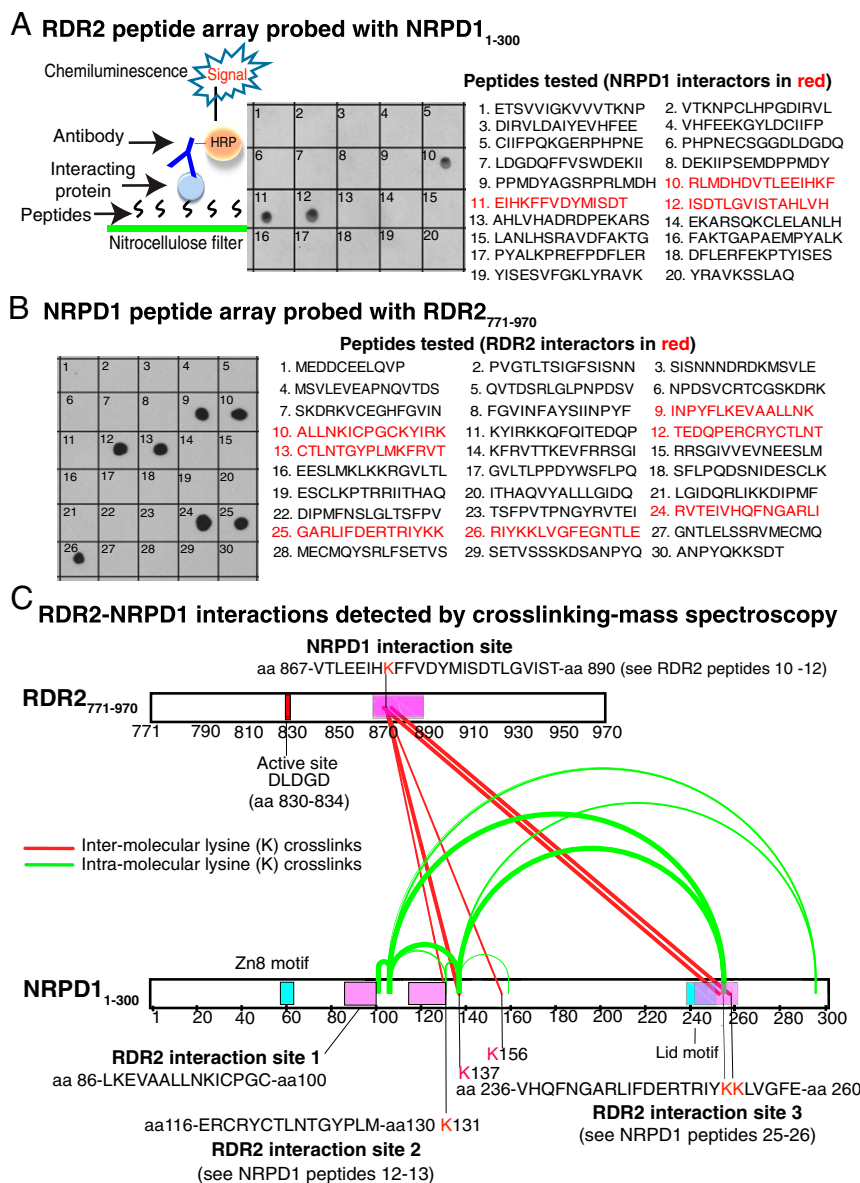 A RDR2 peptide array probed with NRPD1₁₋₃₀₀
Chemiluminescence
Signal
Antibody
HRP
Interacting
protein
Peptides
Nitrocellulose filter
1 2 3 4 5
6 7 8 9 10
11 12 13 14 15
16 17 18 19 20
Peptides tested (NRPD1 interactors in red)
1. ETSVVIGKVVVTKNP 2. VTKNPCLHPGDIRVL
3. DIRVLDAIYEVHFEE 4. VHFEEKGYLDCIIFP
5. CIIFPQKGERPHPNE 6. PHPNECSGGDLDGDQ
7. LDGDQFFVSWDEKII 8. DEKIIPSEMDPPMDY
9. PPMDYAGSRPRLMDH 10. RLMDHDVTLEEIHKF
11. EIHKFFVDYMISDT 12. ISDTLGVISTAHLVH
13. AHLVHADRDPEKARS 14. EKARSQKCLELANLH
15. LANLHSRAVDFAKTG 16. FAKTGAPAEMPYALK
17. PYALKPREFPDFLER 18. DFLERFEKPTYISES
19. YISESVFGKLYRAVK 20. YRAVKSSLAQ
B NRPD1 peptide array probed with RDR2₇₇₁₋₉₇₀
Peptides tested (RDR2 interactors in red)
1 2 3 4 5
6 7 8 9 10
11 12 13 14 15
16 17 18 19 20
21 22 23 24 25
26 27 28 29 30
1. MEDDCEELQVP 2. PVGTLTSIGFSISNN 3. SISNNNDRDKMSVLE
4. MSVLEVEAPNQVTDS 5. QVTDSRLGLPNPDSV 6. NPDSVCRTCGSKDRK
7. SKDRKVCEGHFGVIN 8. FGVINFAYSIINPYF 9. INPYFLKEVAALLNK
10. ALLNKICPGCKYIRK 11. KYIRKKQFQITEDQP 12. TEDQPERCRYCTLNT
13. CTLNTGYPLMKFRVT 14. KFRVTTKEVFRRSGI 15. RRSGIVVEVNEESLM
16. EESLMKLKKRGVLTL 17. GVLTLPPDYWSFLPQ 18. SFLPQDSNIDESCLK
19. ESCLKPTRRIITHAQ 20. ITHAQVYALLLGIDQ 21. LGIDQRLIKKDIPMF
22. DIPMFNSLGLTSFPV 23. TSFPVTPNGYRVTEI 24. RVTEIVHQFNGARLI
25. GARLIFDERTRIYKK 26. RIYKKLVGFEGNTLE 27. GNTLELSSRVMECMQ
28. MECMQYSRLFSETVS 29. SETVSSSKDSANPYQ 30. ANPYQKKSDT
C RDR2-NRPD1 interactions detected by crosslinking-mass spectroscopy
NRPD1 interaction site
aa 867-VTLEEIHKFFVDYMISDTLGVIST-aa 890 (see RDR2 peptides 10 -12)
RDR2₇₇₁₋₉₇₀
771 790 810 830 850 870 890 910 930 950 970
Active site
DLDGD
(aa 830-834)
Inter-molecular lysine (K) crosslinks
Intra-molecular lysine (K) crosslinks
Zn8 motif
NRPD1₁₋₃₀₀
1 20 40 60 80 100 120 140 160 180 200 220 240 260 280 300
Lid motif
RDR2 interaction site 1
aa 86-LKEVAALLNKICPGC-aa100
K156
K137
aa 236-VHQFNGARLIFDERTRIYKKLVGFE-aa 260
RDR2 interaction site 3
(see NRPD1 peptides 25-26)
aa116-ERCRYCTLNTGYPLM-aa130 K131
RDR2 interaction site 2
(see NRPD1 peptides 12-13)